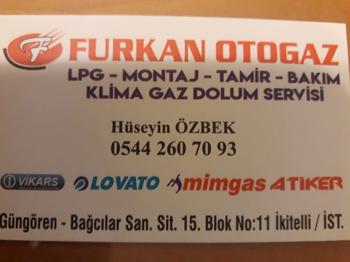 FURKAN OTOGAZ
LPG - MONTAJ - TAMİR - BAKIM
KLİMA GAZ DOLUM SERVİSİ
Hüseyin ÖZBEK
0544 260 70 93
VİKARS LOVATO mimgas ATİKER
Güngören - Bağcılar San. Sit. 15. Blok No:11 İkitelli / İST.